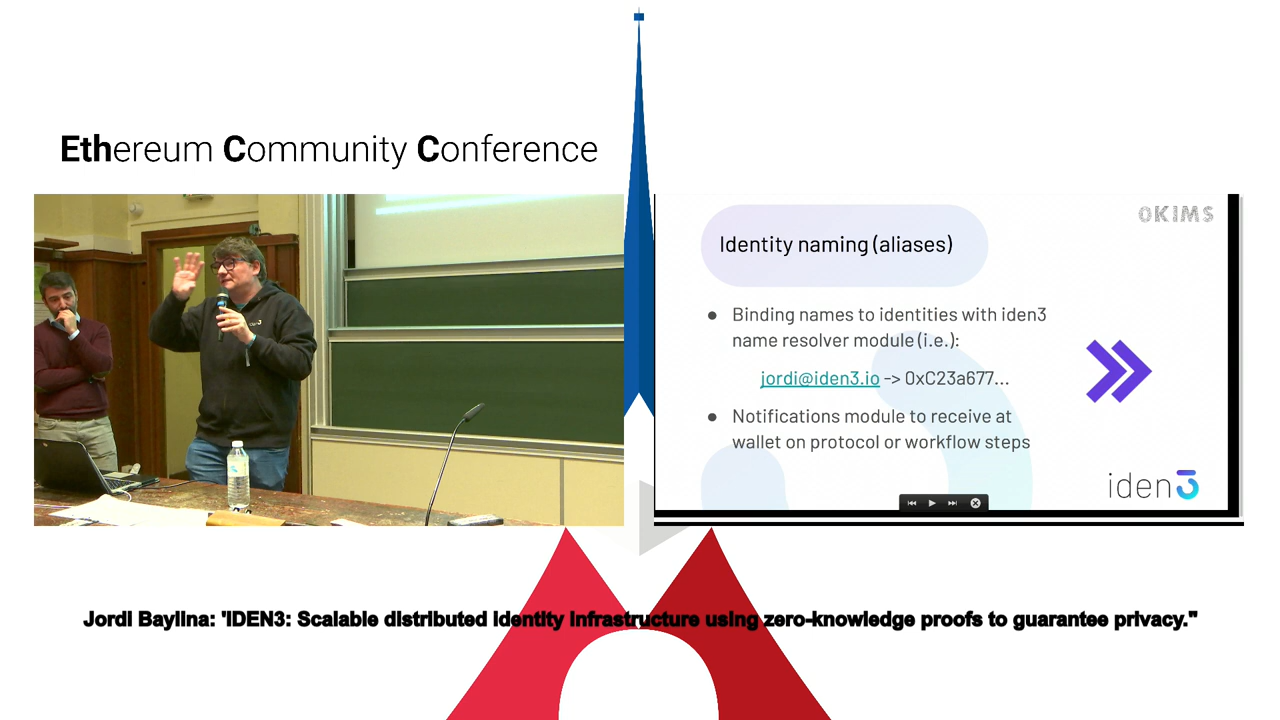 Ethereum Community Conference
0KIMS
Identity naming (aliases)
● Binding names to identities with iden3
name resolver module (i.e.):
jordi@iden3.io -> 0xC23a677...
● Notifications module to receive at
wallet on protocol or workflow steps
iden3
Jordi Baylina: "IDEN3: Scalable distributed identity infrastructure using zero-knowledge proofs to guarantee privacy."